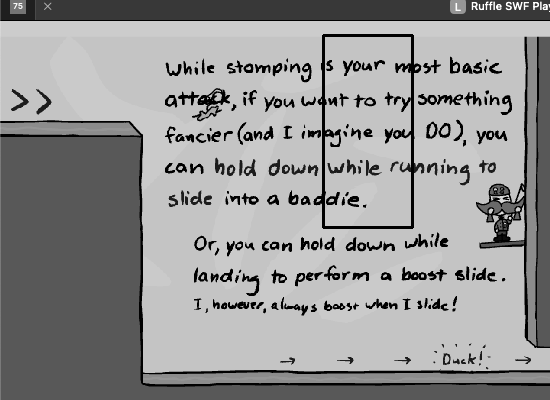 75
L Ruffle SWF Play
While stomping is your most basic
attack, if you want to try something
fancier (and I imagine you DO), you
can hold down while running to
slide into a baddie.
Or, you can hold down while
landing to perform a boost slide.
I, however, always boost when I slide!
>>
→ → → Duck! →